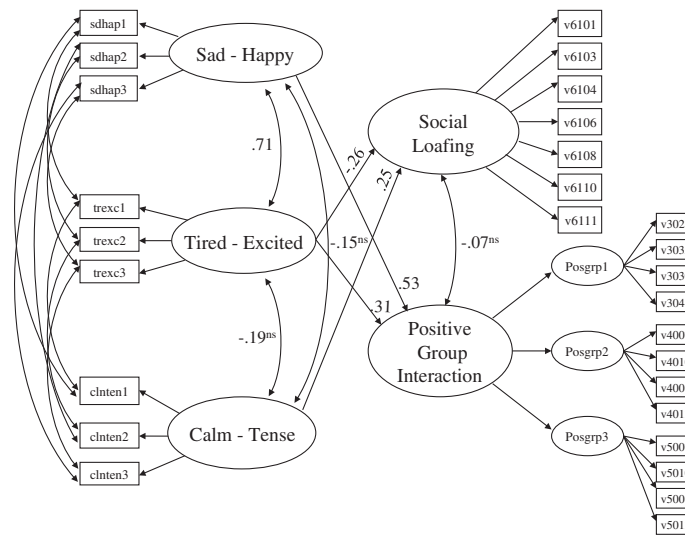 sdhap1
sdhap2
sdhap3
Sad - Happy
.71
trexc1
trexc2
trexc3
Tired - Excited
-.19ns
clnten1
clnten2
clnten3
Calm - Tense
-.15ns
-.26
.25
.53
.31
Social
Loafing
-.07ns
Positive
Group
Interaction
v6101
v6103
v6104
v6106
v6108
v6110
v6111
Posgrp1
Posgrp2
Posgrp3
v302
v303
v303
v304
v400
v401
v400
v401
v500
v501
v500
v501